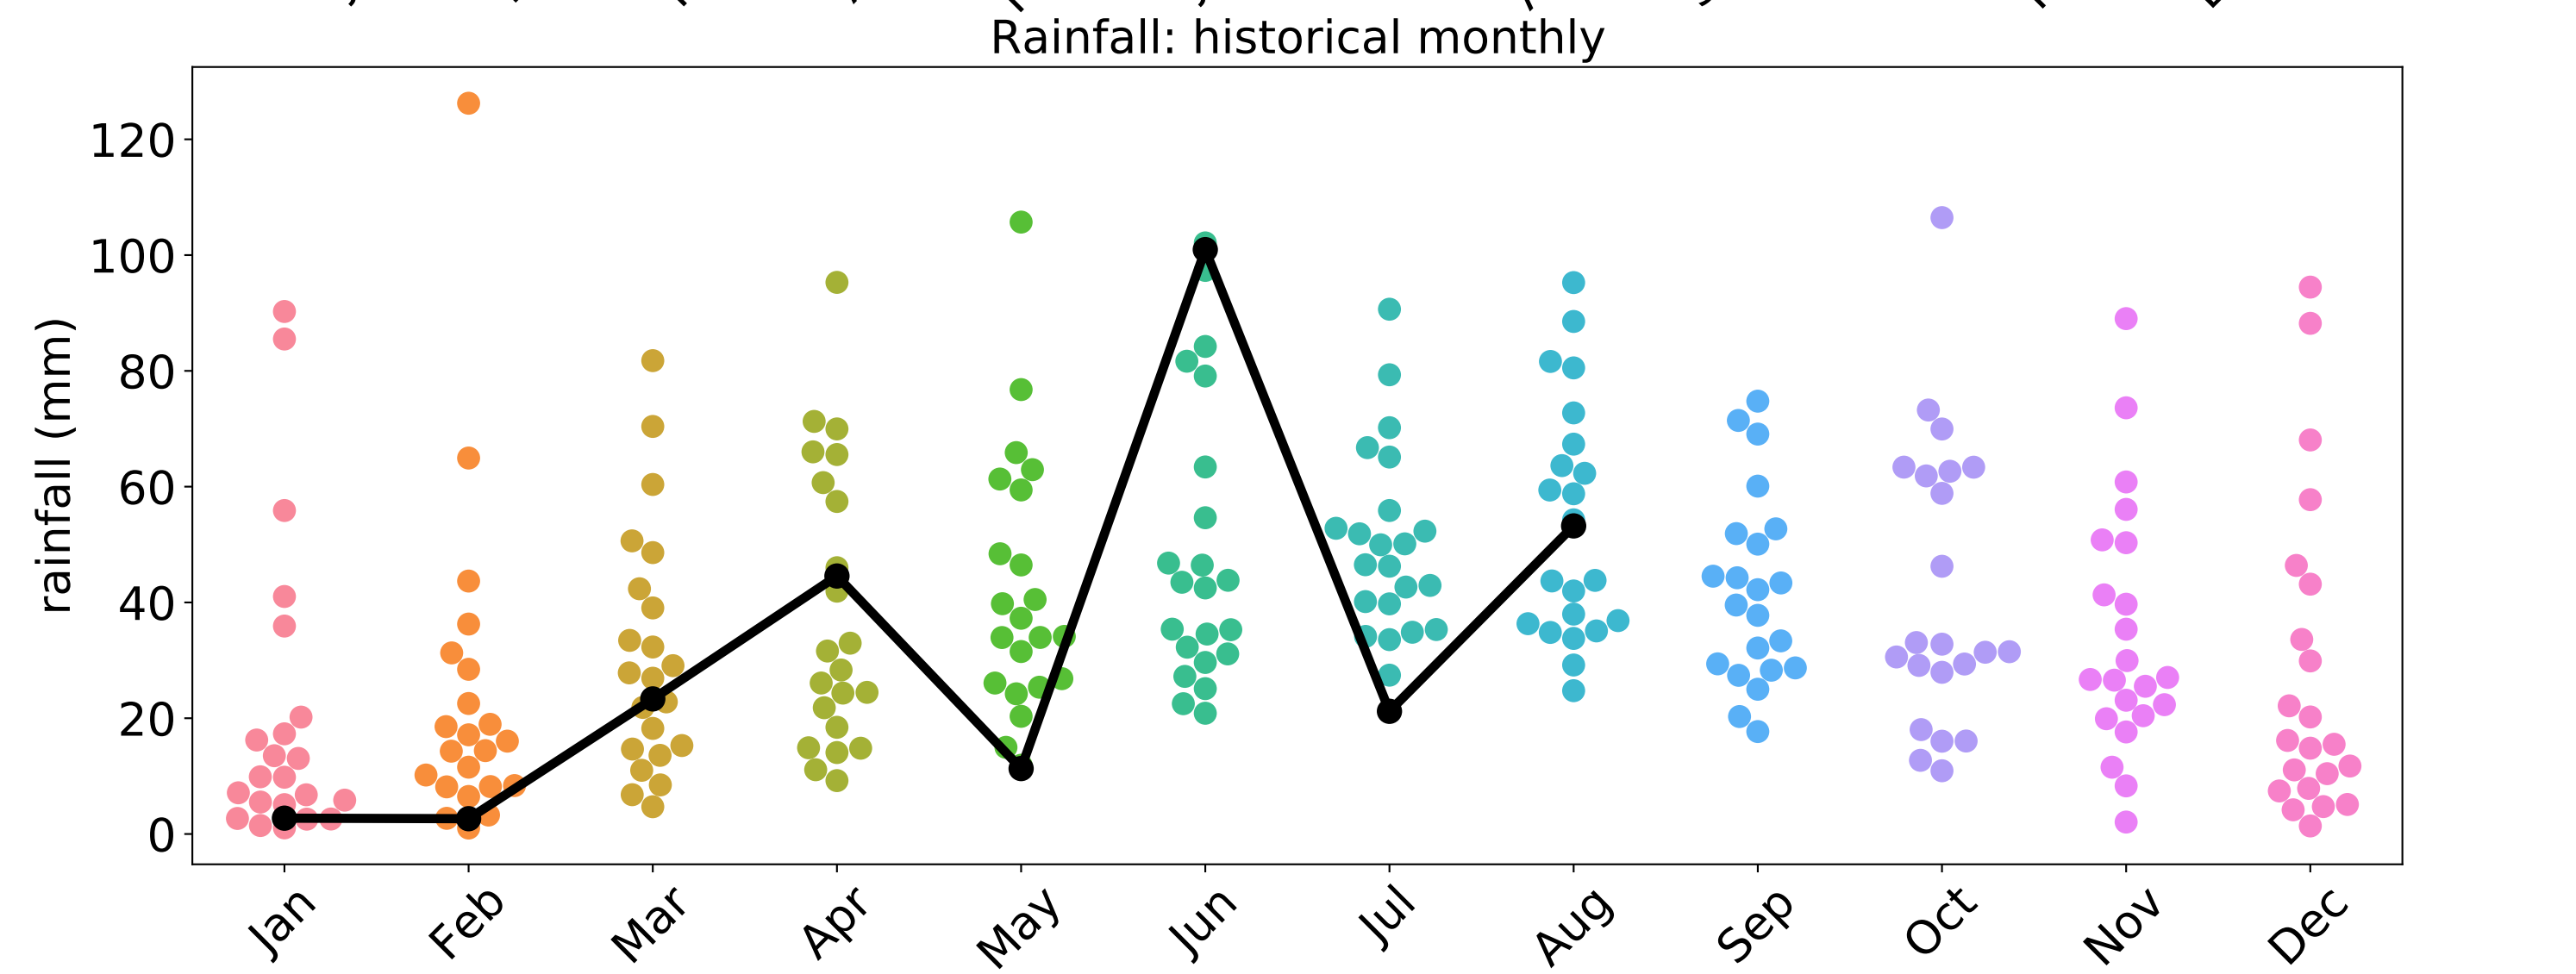 Rainfall: historical monthly
120
100
80
60
40
20
0
rainfall (mm)
Jan
Feb
Mar
Apr
May
Jun
Jul
Aug
Sep
Oct
Nov
Dec